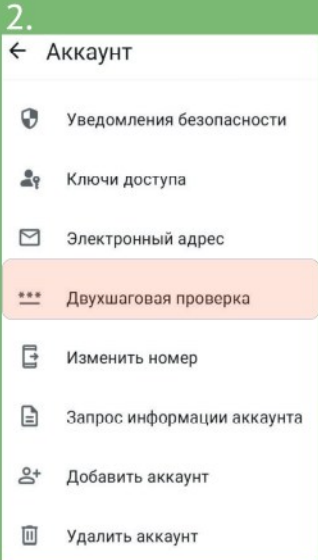 2.
Аккаунт
Уведомления безопасности
Ключи доступа
Электронный адрес
Двухшаговая проверка
Изменить номер
Запрос информации аккаунта
Добавить аккаунт
Удалить аккаунт